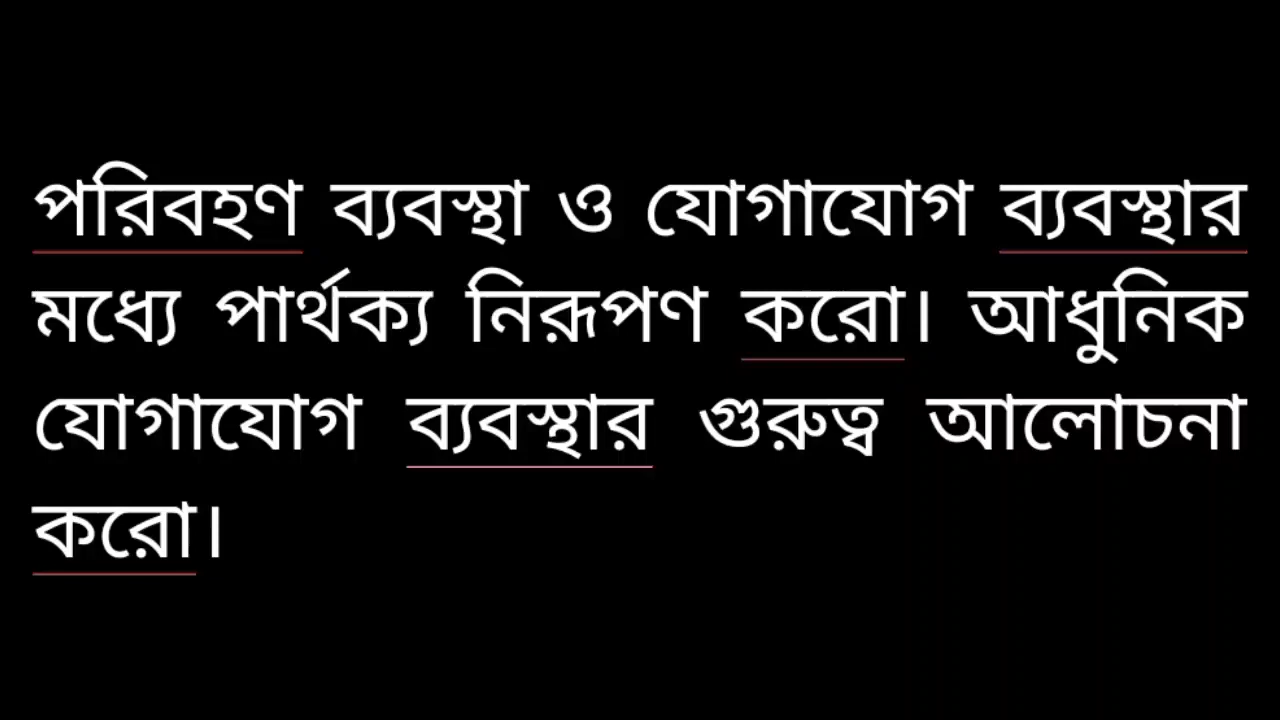 পরিবহণ ব্যবস্থা ও যোগাযোগ ব্যবস্থার
মধ্যে পার্থক্য নিরূপণ করো। আধুনিক
যোগাযোগ ব্যবস্থার গুরুত্ব আলোচনা
করো।